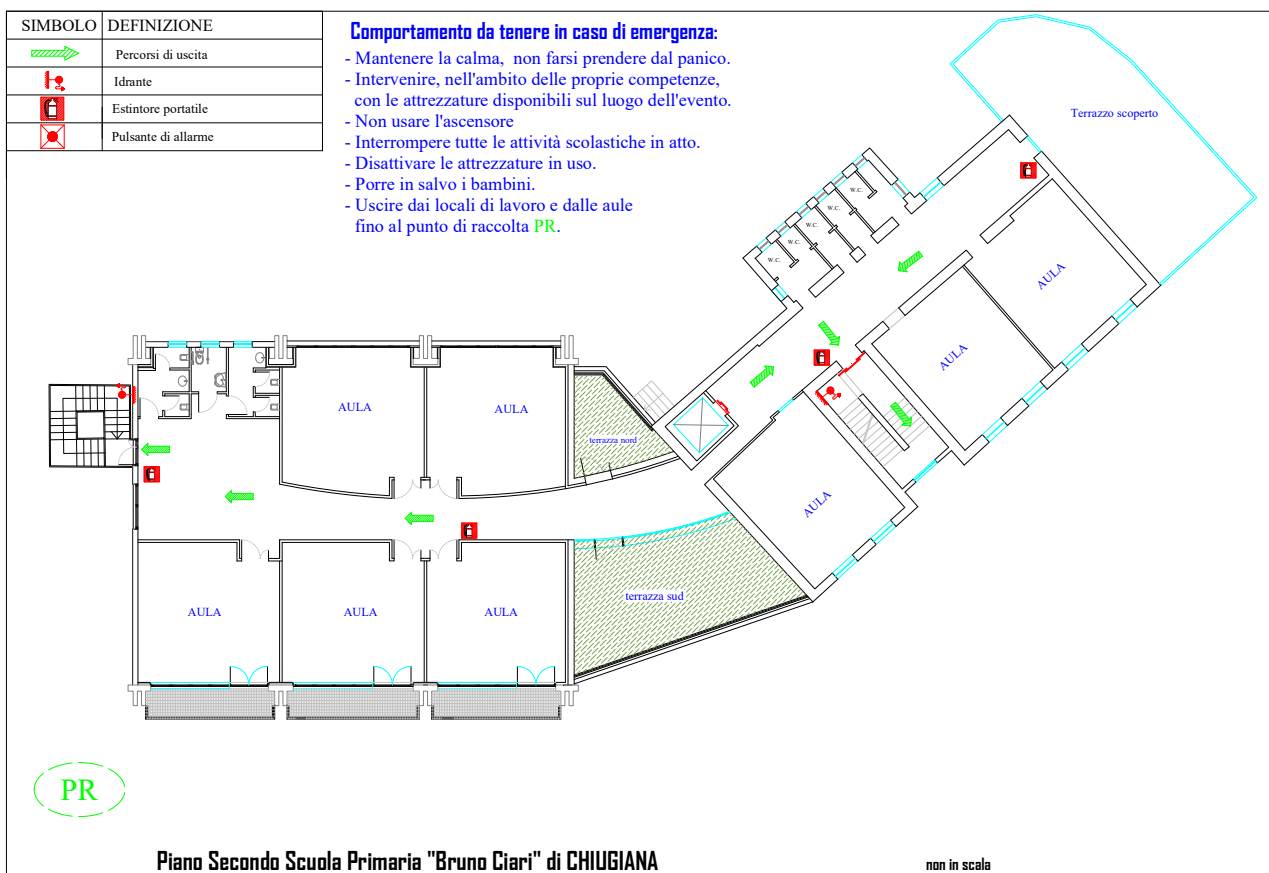 SIMBOLO DEFINIZIONE
Percorsi di uscita
Idrante
Estintore portatile
Pulsante di allarme
Comportamento da tenere in caso di emergenza:
- Mantenere la calma, non farsi prendere dal panico.
- Intervenire, nell'ambito delle proprie competenze,
con le attrezzature disponibili sul luogo dell'evento.
- Non usare l'ascensore
- Interrompere tutte le attività scolastiche in atto.
- Disattivare le attrezzature in uso.
- Porre in salvo i bambini.
- Uscire dai locali di lavoro e dalle aule
fino al punto di raccolta PR.
Terrazzo scoperto
W.C.
W.C.
W.C.
W.C.
AULA
AULA
AULA
AULA
AULA
terrazza nord
terrazza sud
AULA
AULA
AULA
PR
Piano Secondo Scuola Primaria "Bruno Ciari" di CHIUGIANA
non in scala